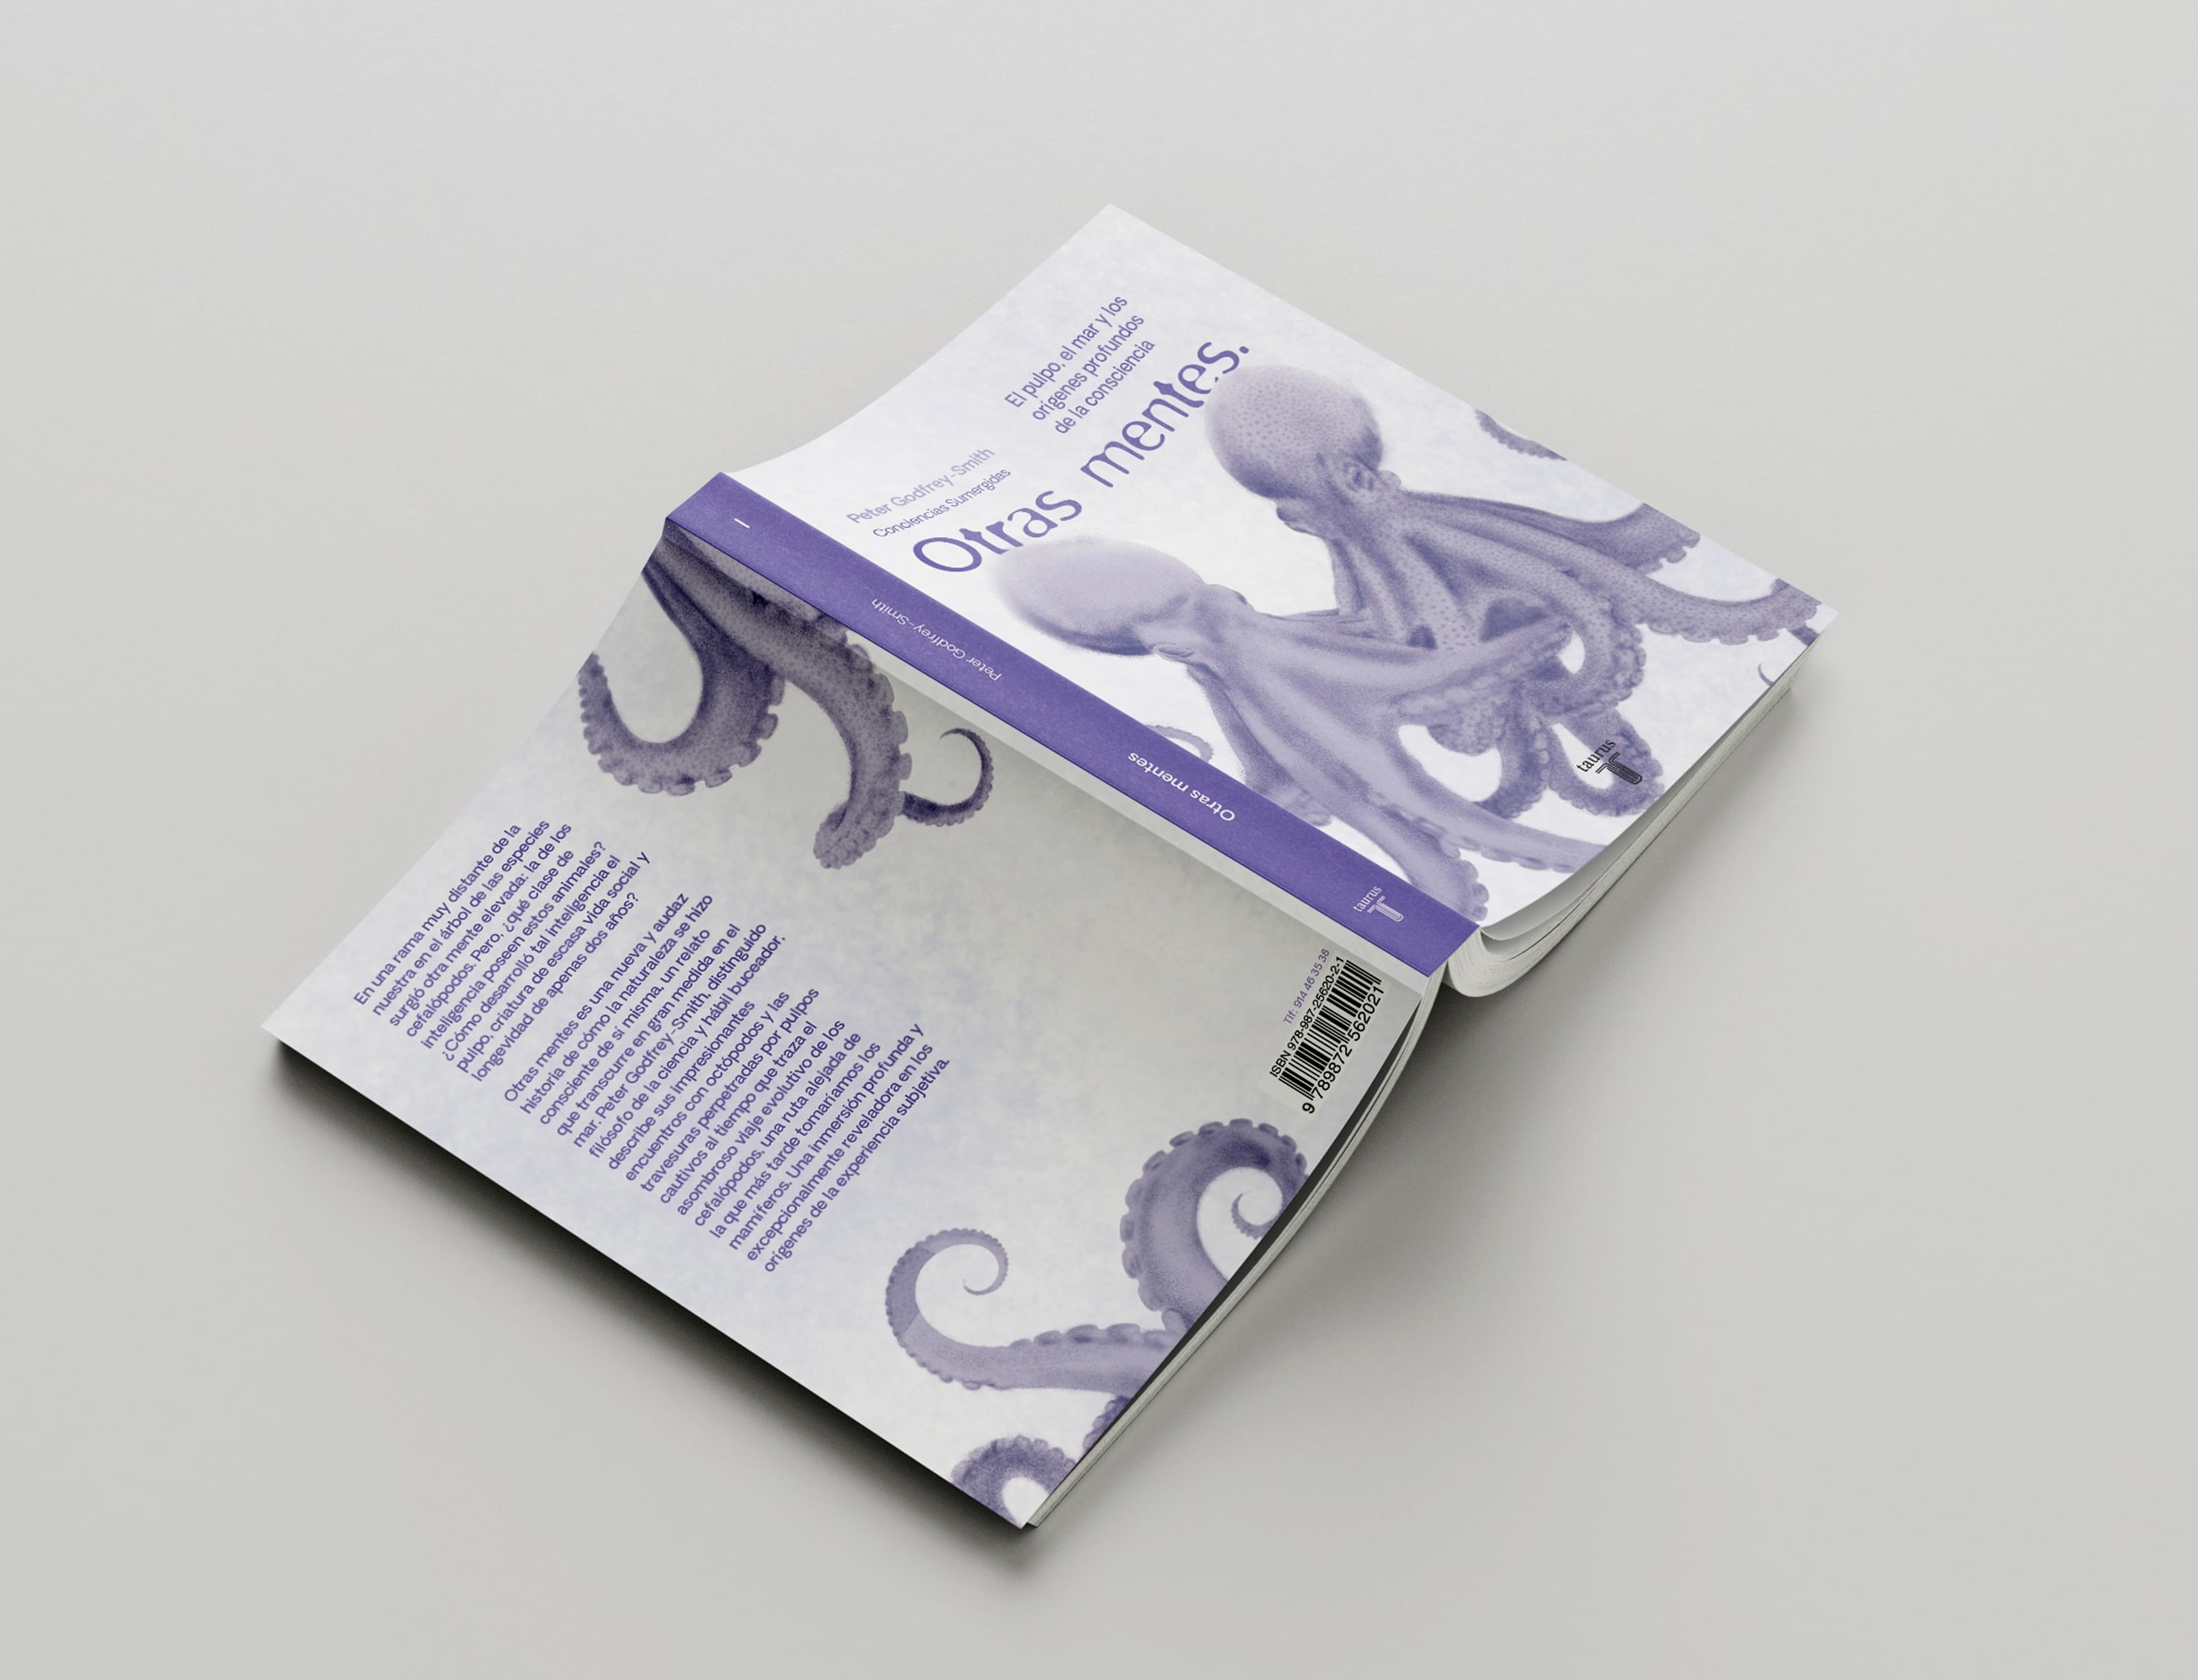 El pulpo, el mar y los
orígenes profundos
de la consciencia
Peter Godfrey-Smith
Conciencias Sumergidas
Otras mentes.
taurus
I
Peter Godfrey-Smith
Otras mentes
taurus
En una rama muy distante de la
nuestra en el árbol de las especies
surgió otra mente elevada: la de los
cefalópodos. Pero, ¿qué clase de
inteligencia poseen estos animales?
¿Cómo desarrolló tal inteligencia el
pulpo, criatura de escasa vida social y
longevidad de apenas dos años?
Otras mentes es una nueva y audaz
historia de cómo la naturaleza se hizo
consciente de sí misma, un relato
que transcurre en gran medida en el
mar. Peter Godfrey-Smith, distinguido
filósofo de la ciencia y hábil buceador,
describe sus impresionantes
encuentros con octópodos y las
travesuras perpetradas por pulpos
cautivos al tiempo que traza el
asombroso viaje evolutivo de los
cefalópodos, una ruta alejada de
la que más tarde tomaríamos los
mamíferos. Una inmersión profunda y
excepcionalmente reveladora en los
orígenes de la experiencia subjetiva.
Tlf: 914 46 35 36
ISBN 978-987-25620-2-1
9 789872 562021